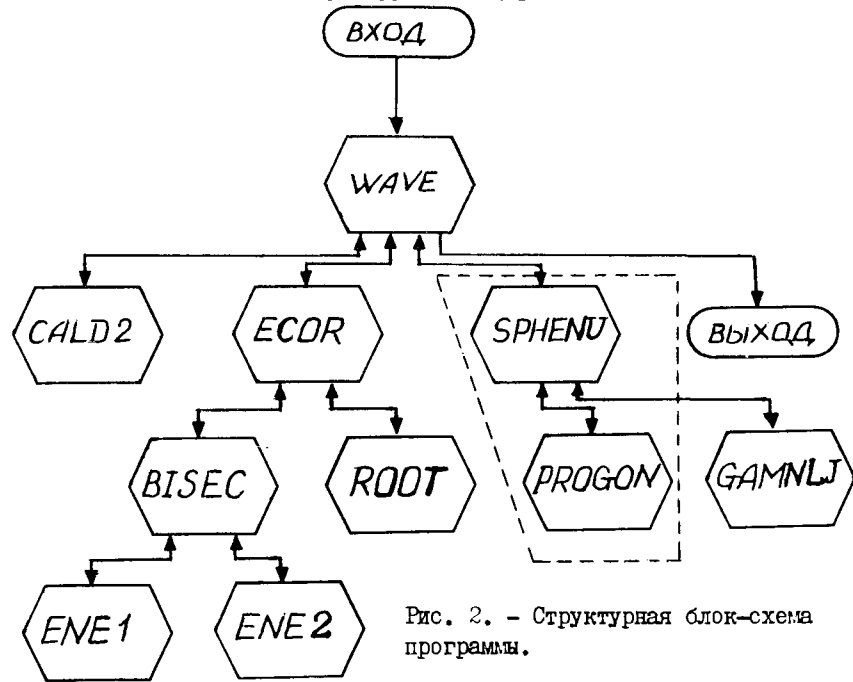 ВХОД
WAVE
CALD2
ECOR
SPHENU
ВЫХОД
BISEC
ROOT
PROGON
GAMNLJ
ENE1
ENE2
Рис. 2. - Структурная блок-схема
программы.